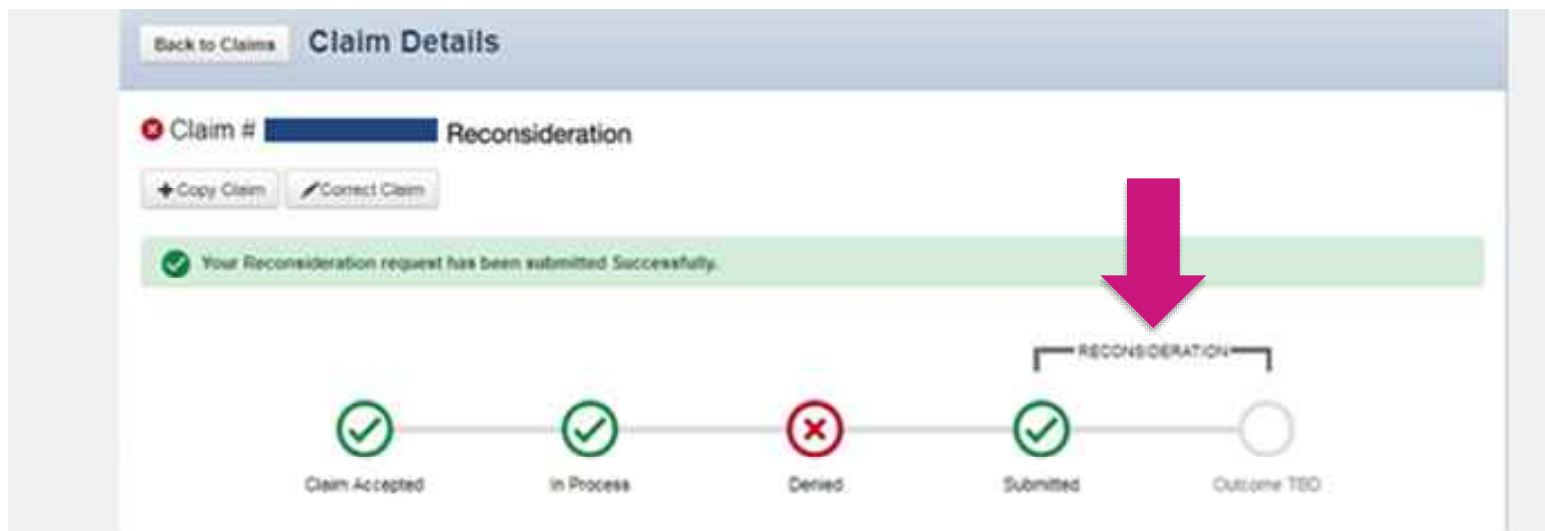 Back to Claims Claim Details
Claim # Reconsideration
Copy Claim Correct Claim
Your Reconsideration request has been submitted Successfully.
RECONSIDERATION
Claim Accepted In Process Denied Submitted Outcome TBD